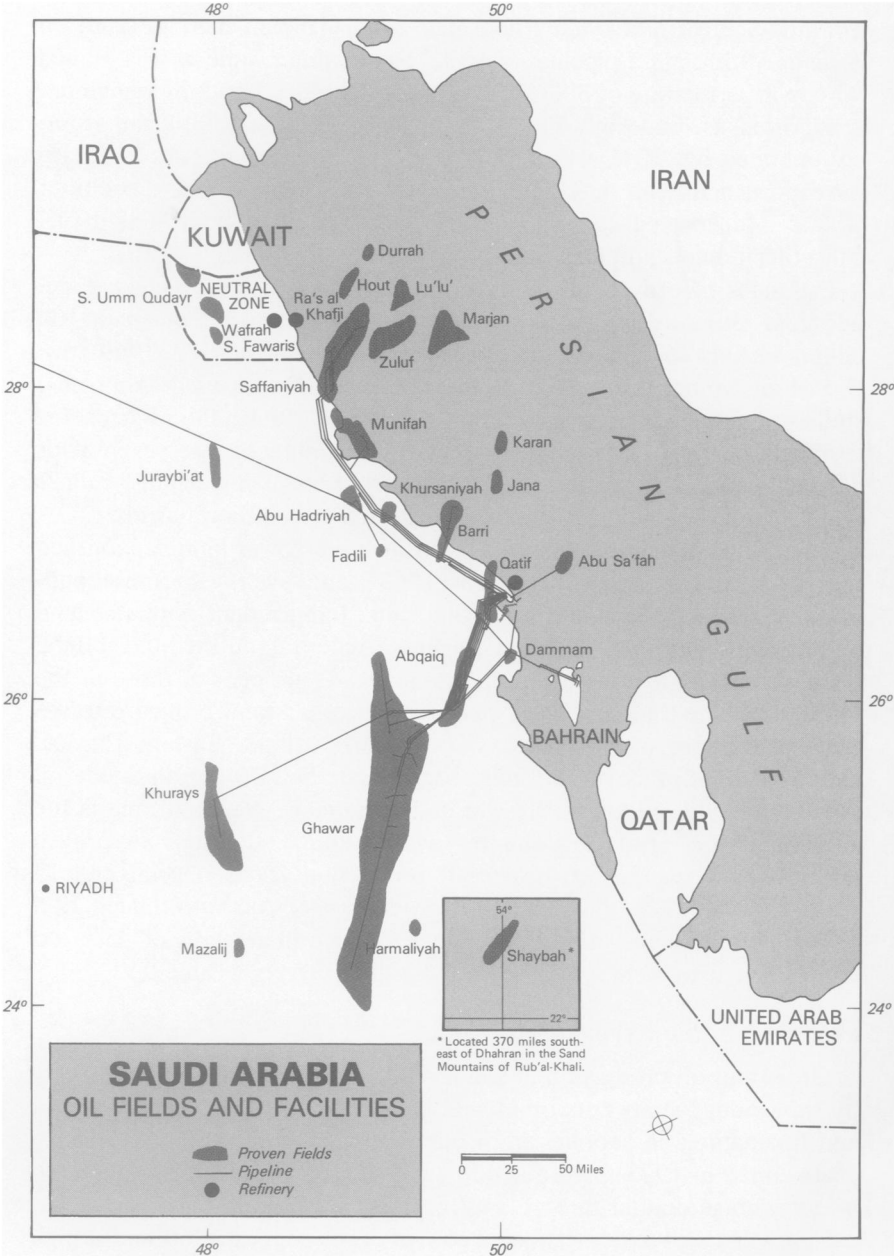 48°
50°
IRAQ
IRAN
PERSIAN GULF
KUWAIT
Durrah
S. Umm Qudayr
NEUTRAL
ZONE
Ra's al
Khafji
Hout
Lu'lu'
Wafrah
S. Fawaris
Marjan
Zuluf
28°
Saffaniyah
28°
Munifah
Karan
Juraybi'at
Khursaniyah
Jana
Abu Hadriyah
Barri
Fadili
Qatif
Abu Sa'fah
Abqaiq
Dammam
26°
26°
BAHRAIN
Khurays
Ghawar
QATAR
RIYADH
54°
Mazalij
Harmaliyah
Shaybah*
24°
22°
24°
UNITED ARAB
EMIRATES
* Located 370 miles south-
east of Dhahran in the Sand
Mountains of Rub'al-Khali.
SAUDI ARABIA
OIL FIELDS AND FACILITIES
Proven Fields
Pipeline
Refinery
0 25 50 Miles
48°
50°